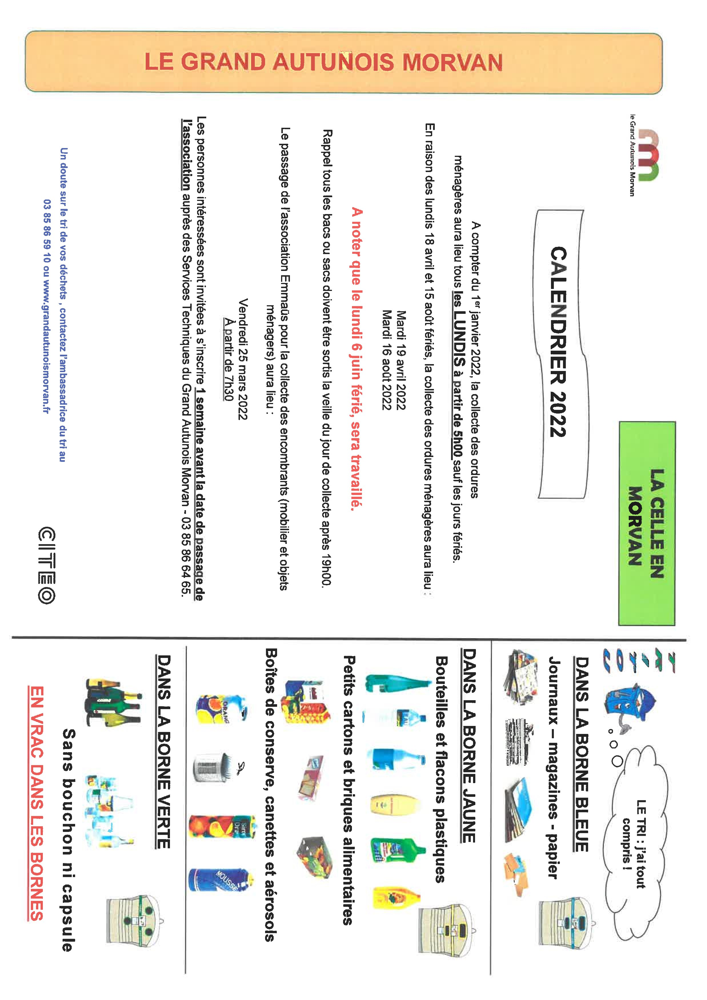 LE GRAND AUTUNOIS MORVAN
le Grand Autunois Morvan
LA CELLE EN
MORVAN
CALENDRIER 2022
A compter du 1er janvier 2022, la collecte des ordures
ménagères aura lieu tous les LUNDIS à partir de 5h00 sauf les jours fériés.
En raison des lundis 18 avril et 15 août fériés, la collecte des ordures ménagères aura lieu :
Mardi 19 avril 2022
Mardi 16 août 2022
A noter que le lundi 6 juin férié, sera travaillé.
Rappel tous les bacs ou sacs doivent être sortis la veille du jour de collecte après 19h00.
Le passage de l'association Emmaüs pour la collecte des encombrants (mobilier et objets
ménagers) aura lieu :
Vendredi 25 mars 2022
À partir de 7h30
Les personnes intéressées sont invitées à s'inscrire 1 semaine avant la date de passage de
l'association auprès des Services Techniques du Grand Autunois Morvan - 03 85 86 64 65.
Un doute sur le tri de vos déchets , contactez l'ambassadrice du tri au
03 85 86 59 10 ou www.grandautunoismorvan.fr
CITEO
LE TRI : j'ai tout
compris !
DANS LA BORNE BLEUE
Journaux – magazines - papier
DANS LA BORNE JAUNE
Bouteilles et flacons plastiques
EAU
Petits cartons et briques alimentaires
Boîtes de conserve, canettes et aérosols
ORANG
MOUSSE
DANS LA BORNE VERTE
Sans bouchon ni capsule
EN VRAC DANS LES BORNES